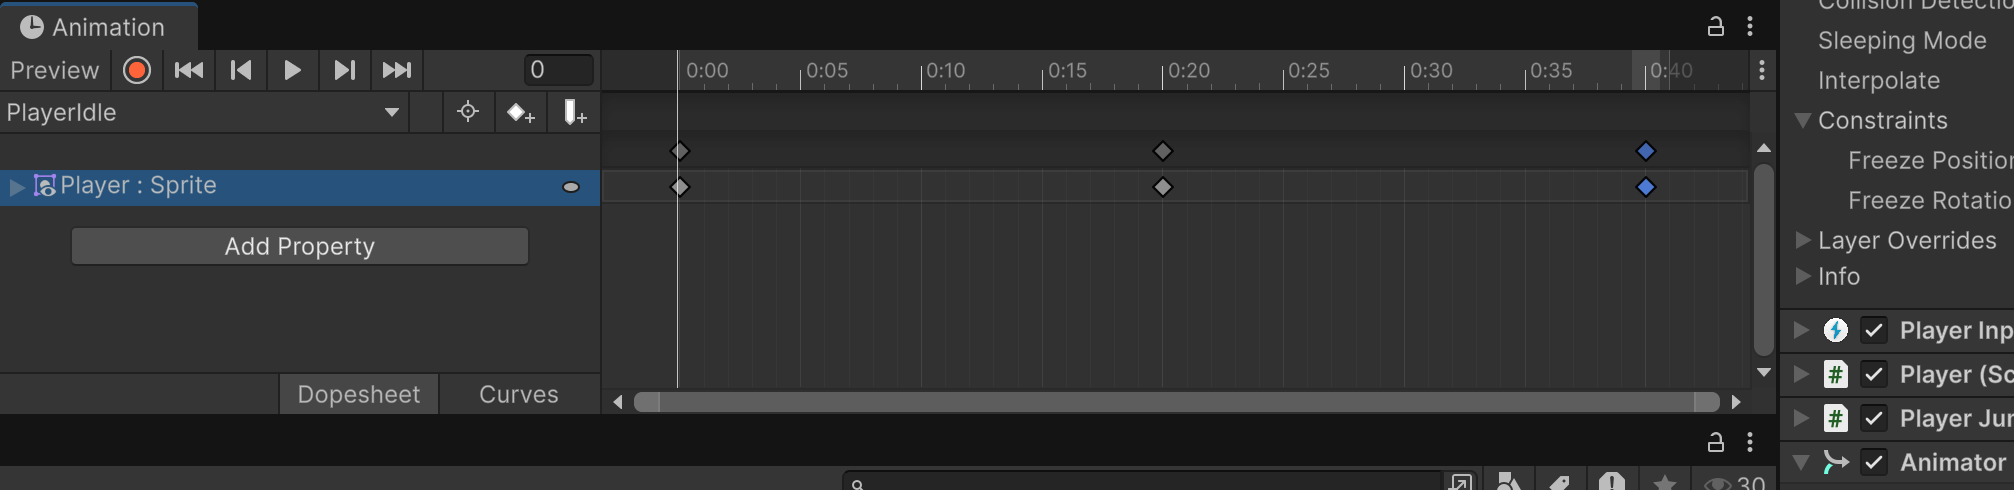 Animation
Preview
0
0:00 0:05 0:10 0:15 0:20 0:25 0:30 0:35 0:40
PlayerIdle
Player : Sprite
Add Property
Dopesheet Curves
Collision Detectio
Sleeping Mode
Interpolate
Constraints
Freeze Position
Freeze Rotatio
Layer Overrides
Info
Player Inp
# Player (Sc
# Player Jur
Animator
30